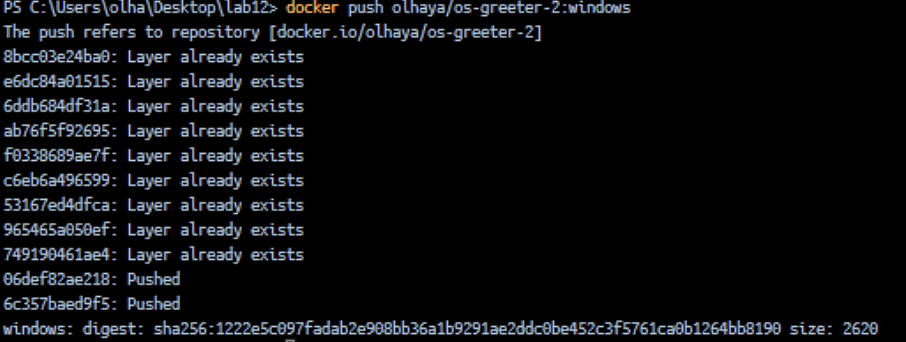 PS C:\Users\olha\Desktop\lab12> docker push olhaya/os-greeter-2:windows
The push refers to repository [docker.io/olhaya/os-greeter-2]
8bcc03e24ba0: Layer already exists
e6dc84a01515: Layer already exists
6ddb684df31a: Layer already exists
ab76f5f92695: Layer already exists
f0338689ae7f: Layer already exists
c6eb6a496599: Layer already exists
53167ed4dfca: Layer already exists
965465a050ef: Layer already exists
749190461ae4: Layer already exists
06def82ae218: Pushed
6c357baed9f5: Pushed
windows: digest: sha256:1222e5c097fadab2e908bb36a1b9291ae2ddc0be452c3f5761ca0b1264bb8190 size: 2620